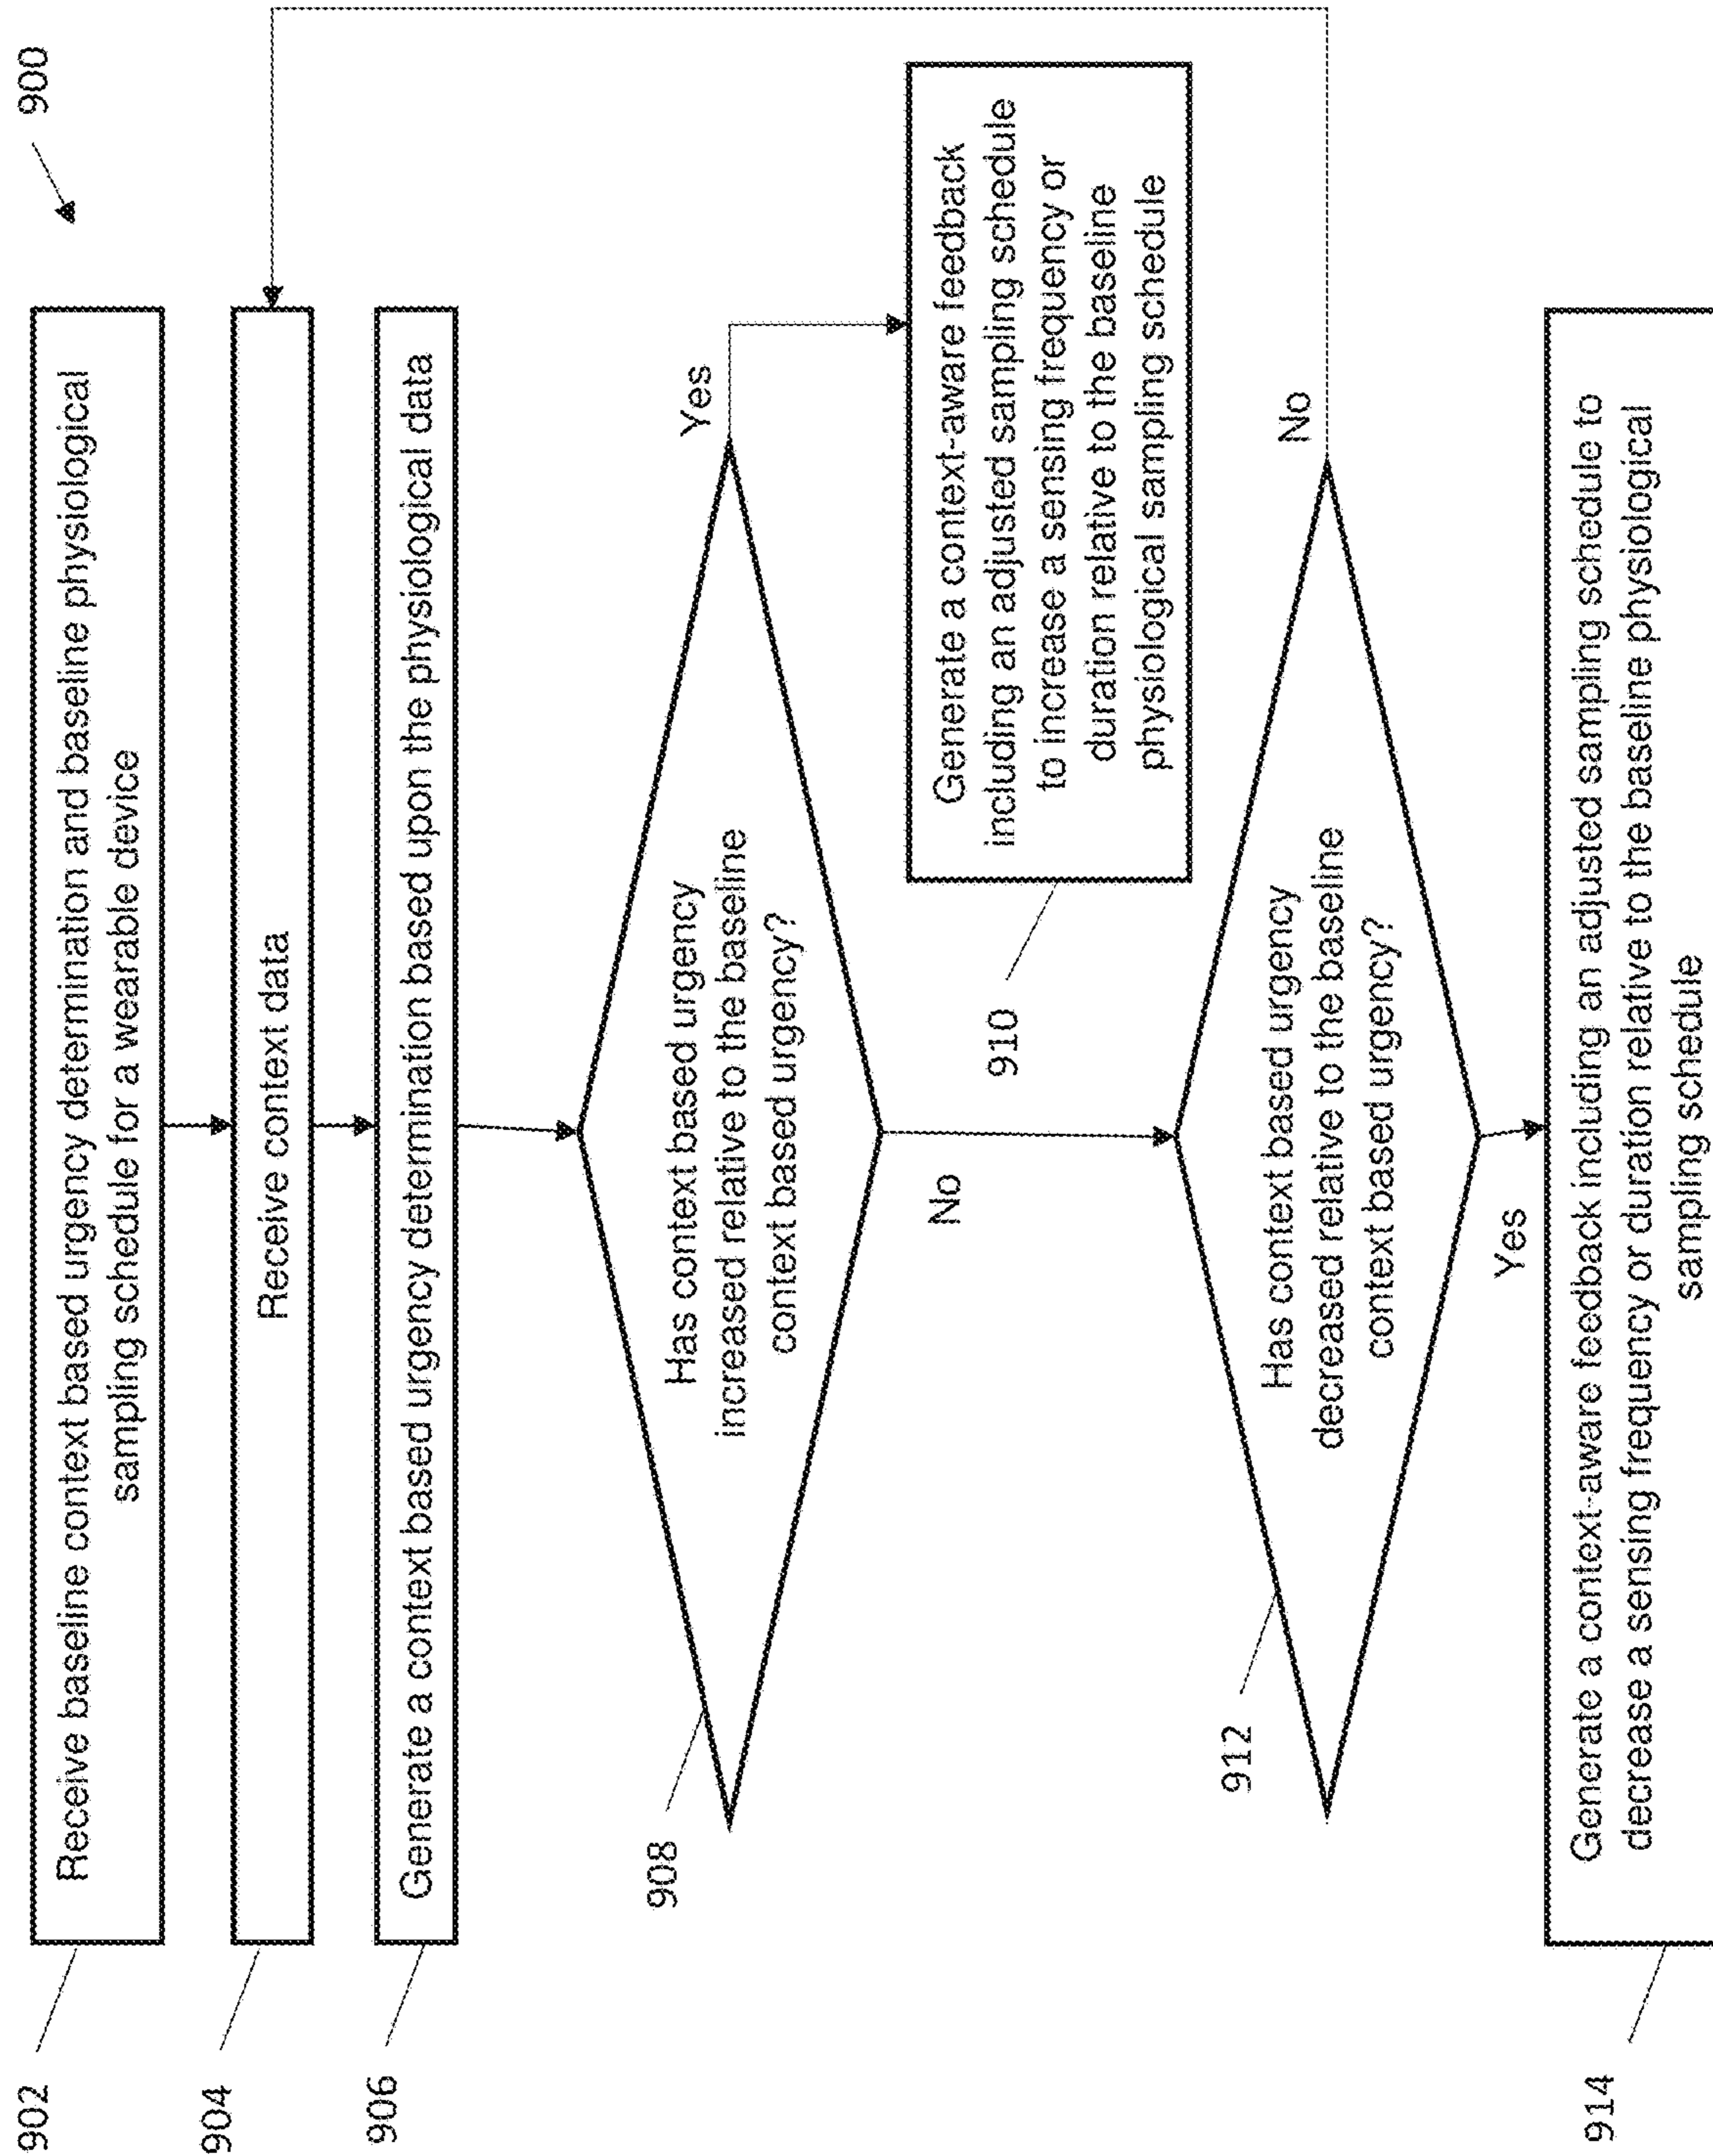 900
902
Receive baseline context based urgency determination and baseline physiological
sampling schedule for a wearable device
904
Receive context data
906
Generate a context based urgency determination based upon the physiological data
908
Has context based urgency
increased relative to the baseline
context based urgency?
Yes
No
910
Generate a context-aware feedback
including an adjusted sampling schedule
to increase a sensing frequency or
duration relative to the baseline
physiological sampling schedule
912
Has context based urgency
decreased relative to the baseline
context based urgency?
No
Yes
914
Generate a context-aware feedback including an adjusted sampling schedule to
decrease a sensing frequency or duration relative to the baseline physiological
sampling schedule